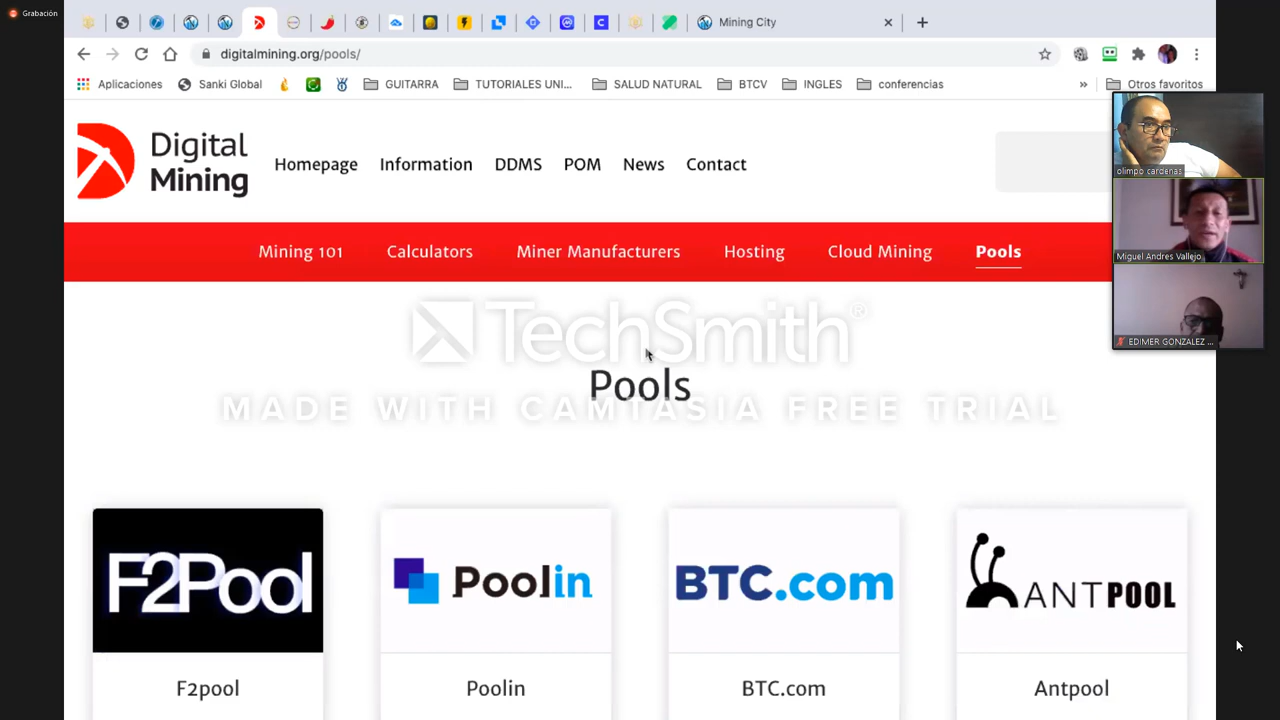 Grabación
Mining City
digitalmining.org/pools/
Aplicaciones
Sanki Global
GUITARRA
TUTORIALES UNI...
SALUD NATURAL
BTCV
INGLES
conferencias
»
Otros favoritos
Digital
Mining
Homepage
Information
DDMS
POM
News
Contact
olimpo cardenas
Mining 101
Calculators
Miner Manufacturers
Hosting
Cloud Mining
Pools
Miguel Andres Vallejo
EDIMER GONZALEZ ...
TechSmith®
Pools
MADE WITH CAMTASIA FREE TRIAL
F2Pool
Poolin
BTC.com
ANTPOOL
F2pool
Poolin
BTC.com
Antpool